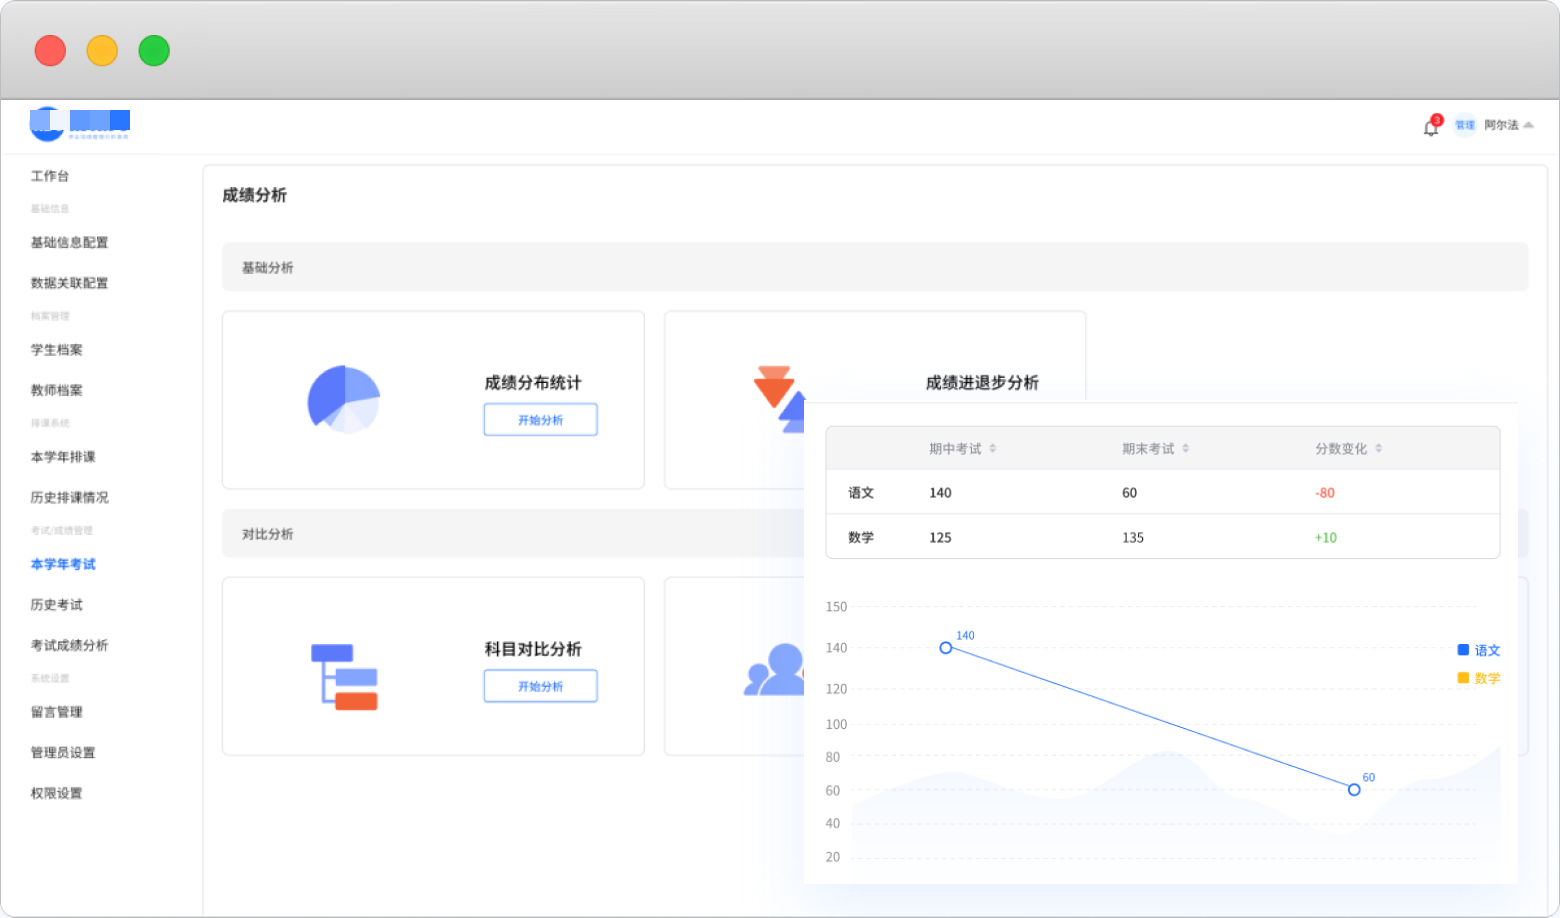 3
管理
阿尔法
工作台
基础信息
基础信息配置
数据关联配置
档案管理
学生档案
教师档案
排课系统
本学年排课
历史排课情况
考试/成绩管理
本学年考试
历史考试
考试成绩分析
系统设置
留言管理
管理员设置
权限设置
成绩分析
基础分析
成绩分布统计
开始分析
成绩进退步分析
对比分析
科目对比分析
开始分析
期中考试 期末考试 分数变化
语文 140 60 -80
数学 125 135 +10
150
140
120
100
80
60
40
20
140
60
语文
数学